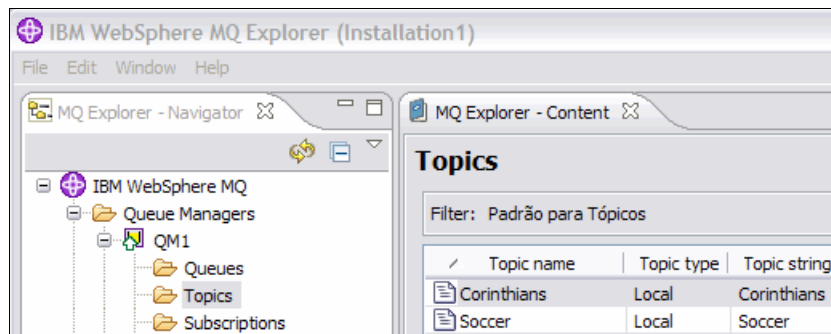 IBM WebSphere MQ Explorer (Installation1)
File Edit Window Help
MQ Explorer - Navigator
MQ Explorer - Content
IBM WebSphere MQ
Queue Managers
QM1
Queues
Topics
Subscriptions
Topics
Filter: Padrão para Tópicos
Topic name Topic type Topic string
Corinthians Local Corinthians
Soccer Local Soccer